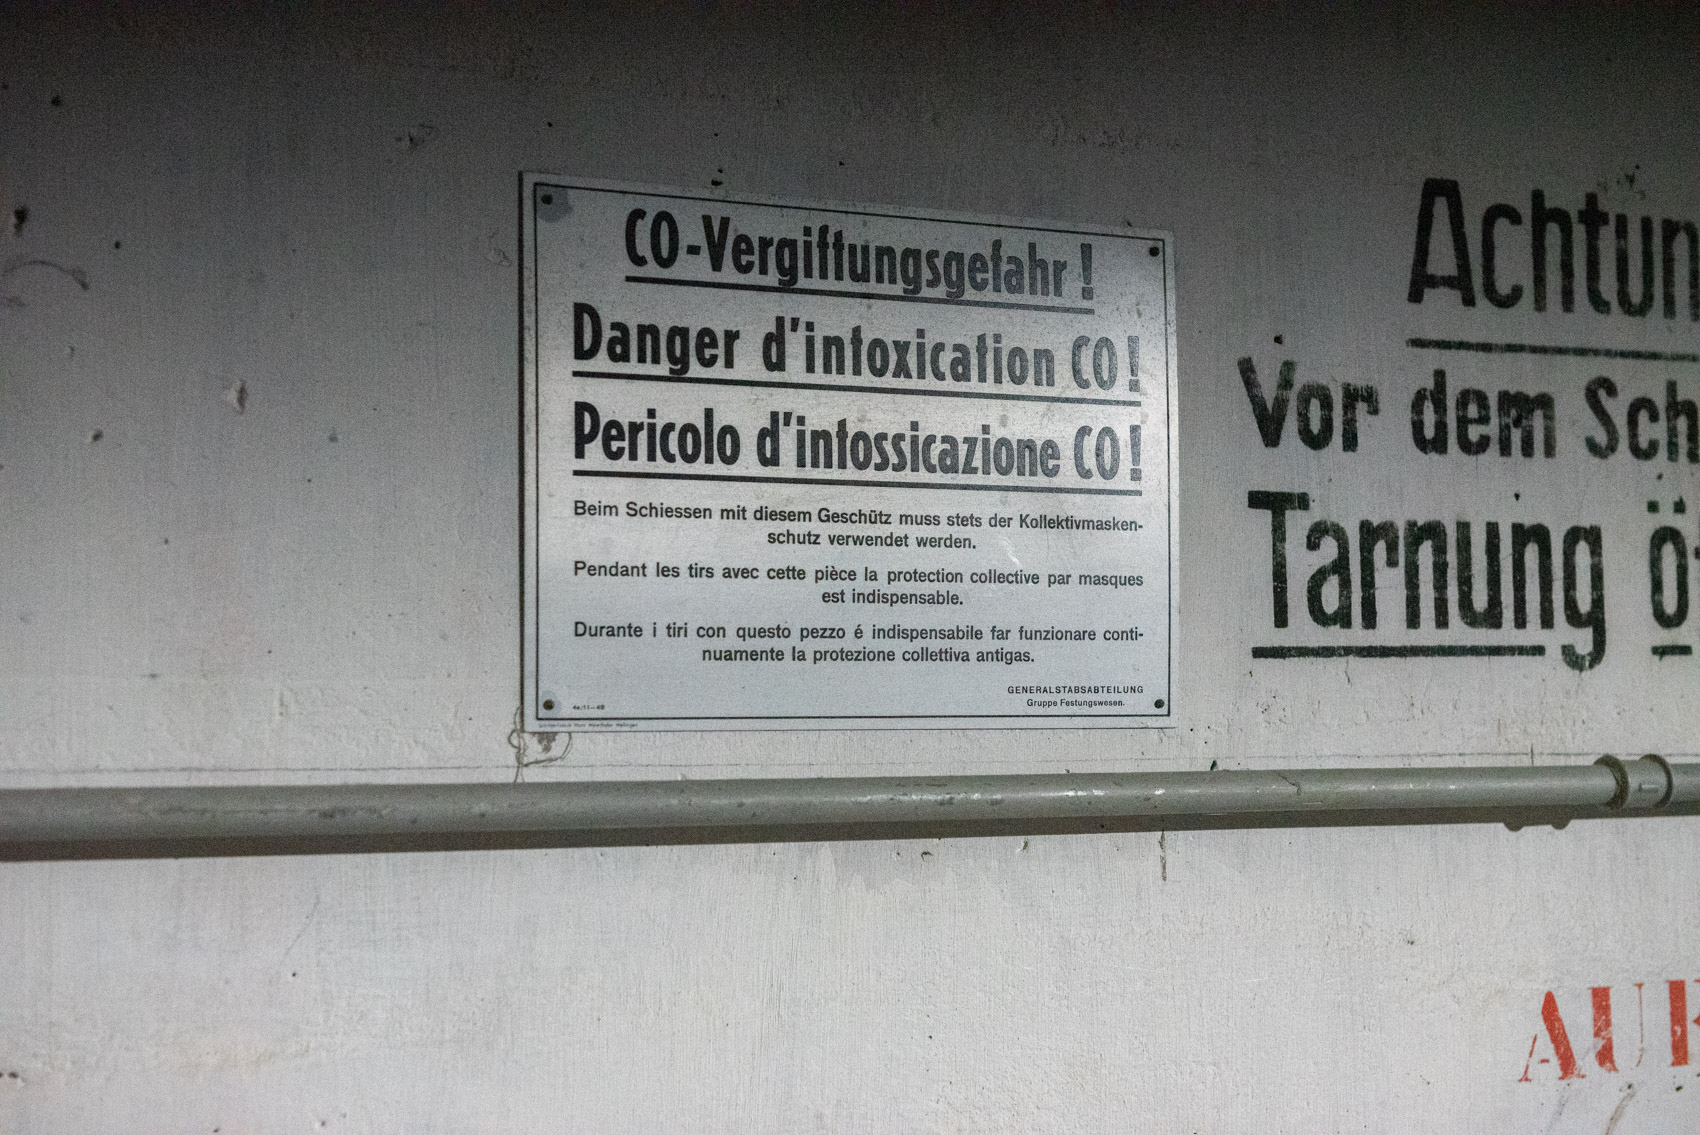 CO-Vergiftungsgefahr!
Danger d'intoxication CO!
Pericolo d'intossicazione CO!
Beim Schiessen mit diesem Geschütz muss stets der Kollektivmasken-
schutz verwendet werden.
Pendant les tirs avec cette pièce la protection collective par masques
est indispensable.
Durante i tiri con questo pezzo é indispensabile far funzionare conti-
nuamente la protezione collettiva antigas.
GENERALSTABSABTEILUNG
Gruppe Festungswesen.
Achtun
Vor dem Sch
Tarnung ö
AU